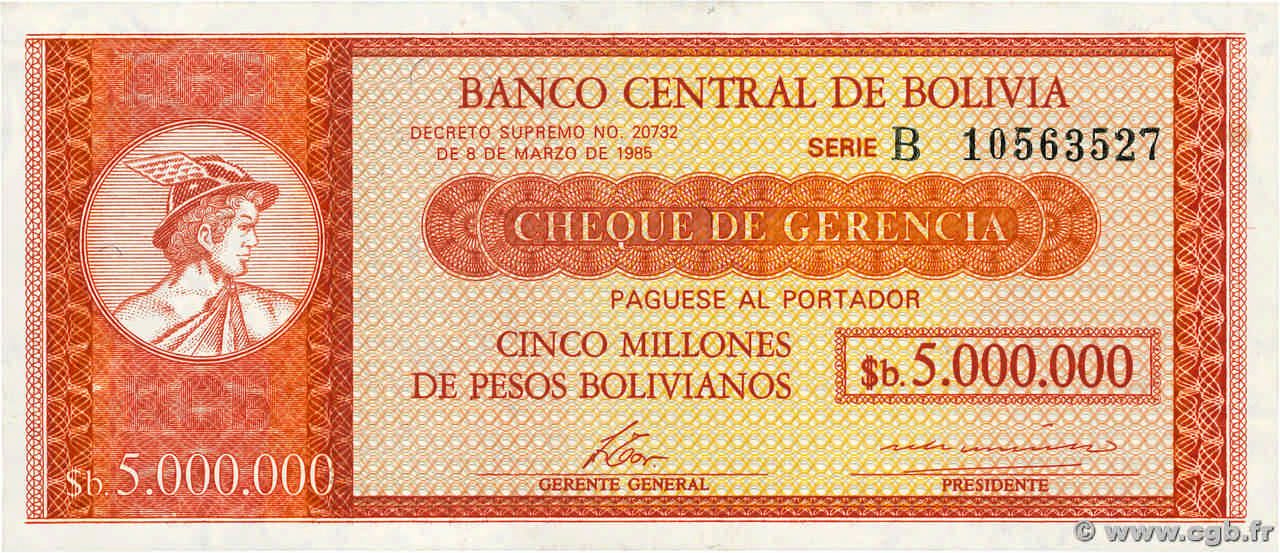 BANCO CENTRAL DE BOLIVIA
DECRETO SUPREMO NO. 20732
DE 8 DE MARZO DE 1985
SERIE B 10563527
CHEQUE DE GERENCIA
PAGUESE AL PORTADOR
CINCO MILLONES
DE PESOS BOLIVIANOS
$b. 5.000.000
$b. 5.000.000
GERENTE GENERAL
PRESIDENTE
© www.cgb.fr